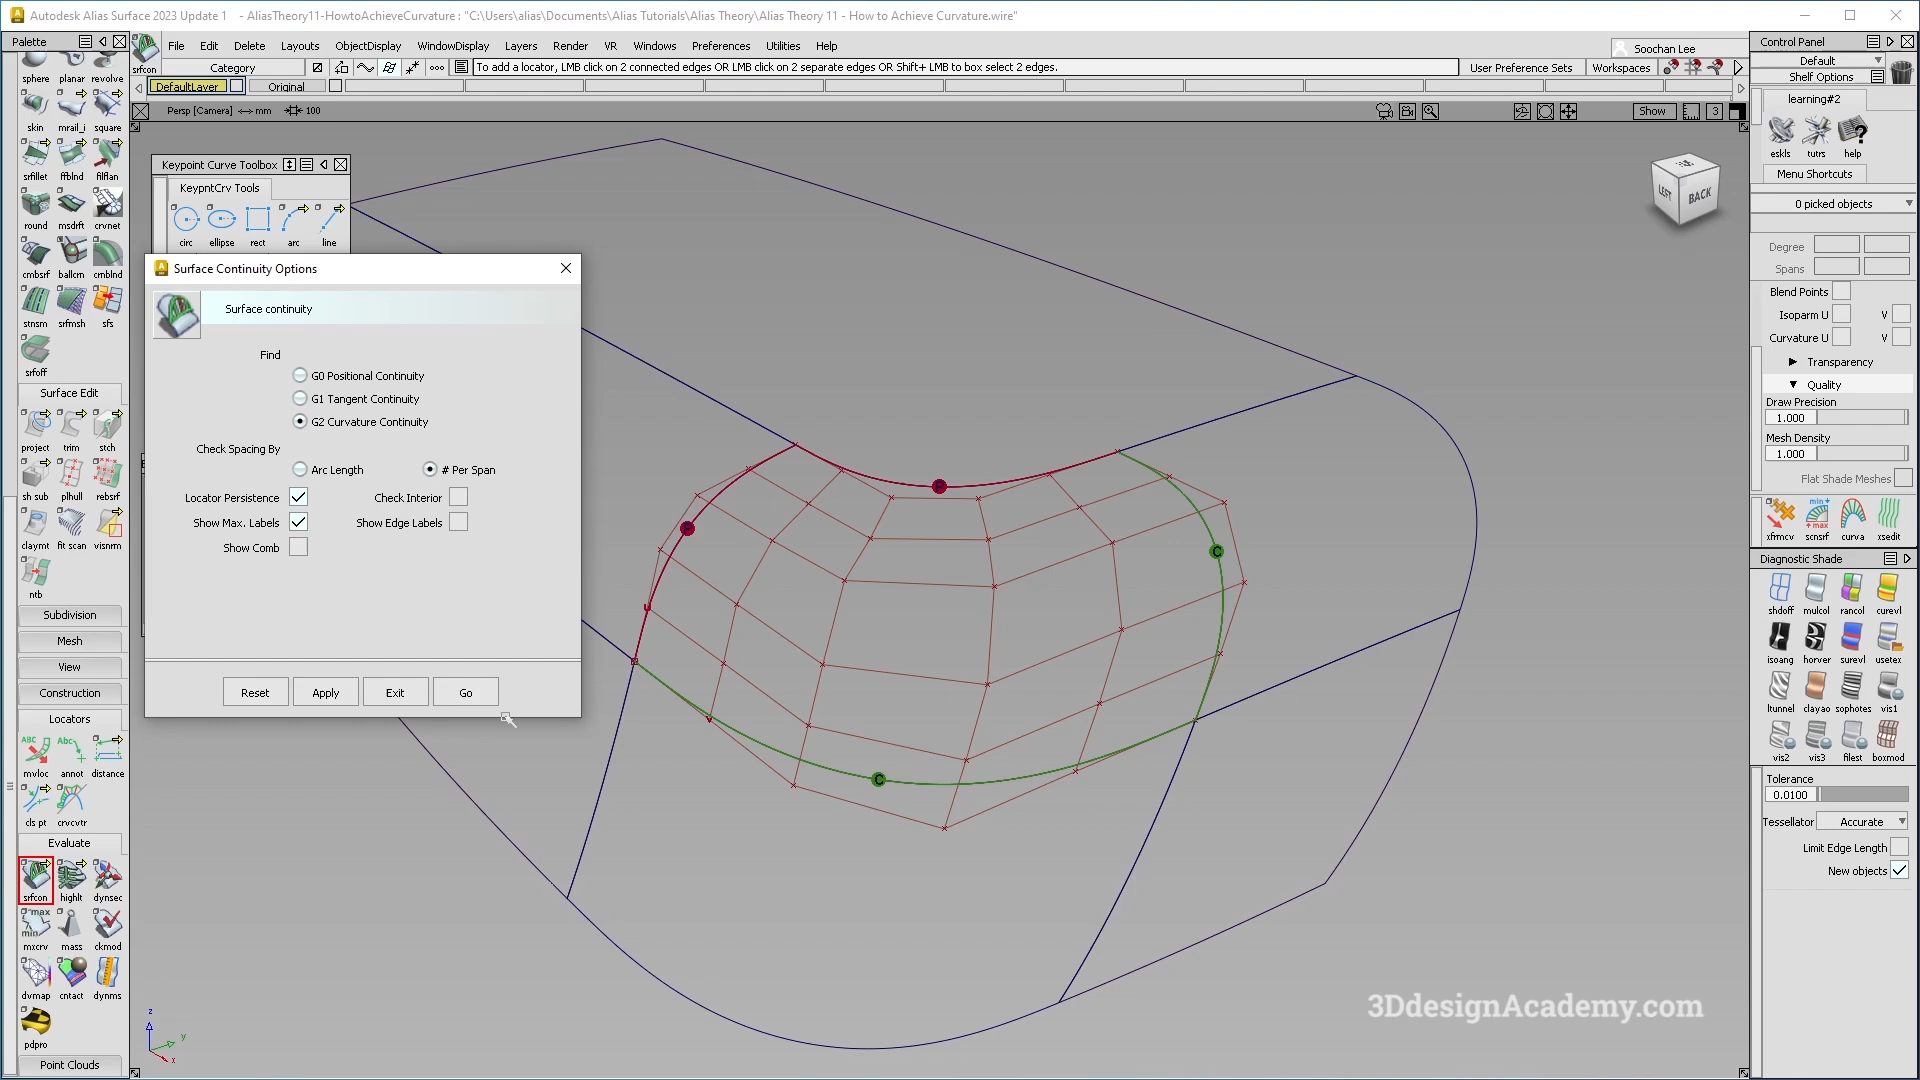 Autodesk Alias Surface 2023 Update 1 - AliasTheory11-HowtoAchieveCurvature : "C:\Users\alias\Documents\Alias Tutorials\Alias Theory\Alias Theory 11 - How to Achieve Curvature.wire"
Palette
srfcon
File Edit Delete Layouts ObjectDisplay WindowDisplay Layers Render VR Windows Preferences Utilities Help
Soochan Lee
Category
To add a locator, LMB click on 2 connected edges OR LMB click on 2 separate edges OR Shift+ LMB to box select 2 edges.
User Preference Sets Workspaces
DefaultLayer Original
Persp [Camera] mm 100
Show 3
sphere planar revolve
skin mrail_i square
srfillet ffblnd filflan
round msdrft crvnet
cmbsrf ballcrn cmblnd
stnsm srfmsh sfs
srfoff
Surface Edit
project trim stch
sh sub plhull rebsrf
claymt fit scan visnrm
ntb
Subdivision
Mesh
View
Construction
Locators
ABC Abc
mvloc annot distance
cls pt crvcvtr
Evaluate
srfcon highlt dynsec
max
min
mxcrv mass ckmod
dvmap cntact dynms
pdpro
Point Clouds
Keypoint Curve Toolbox
KeypntCrv Tools
circ ellipse rect arc line
Surface Continuity Options
Surface continuity
Find
G0 Positional Continuity
G1 Tangent Continuity
G2 Curvature Continuity
Check Spacing By
Arc Length # Per Span
Locator Persistence Check Interior
Show Max. Labels Show Edge Labels
Show Comb
Reset Apply Exit Go
C
C
U
V
LEFT BACK
z
y
x
3DdesignAcademy.com
Control Panel
Default
Shelf Options
learning#2
eskls tutrs help
Menu Shortcuts
0 picked objects
Degree
Spans
Blend Points
Isoparm U V
Curvature U V
Transparency
Quality
Draw Precision
1.000
Mesh Density
1.000
Flat Shade Meshes
min
max
xfrmcv scnsrf curva xsedit
Diagnostic Shade
shdoff mulcol rancol curevl
isoang horver surevl usetex
ltunnel clayao sophotes vis1
vis2 vis3 filest boxmod
Tolerance
0.0100
Tessellator Accurate
Limit Edge Length
New objects